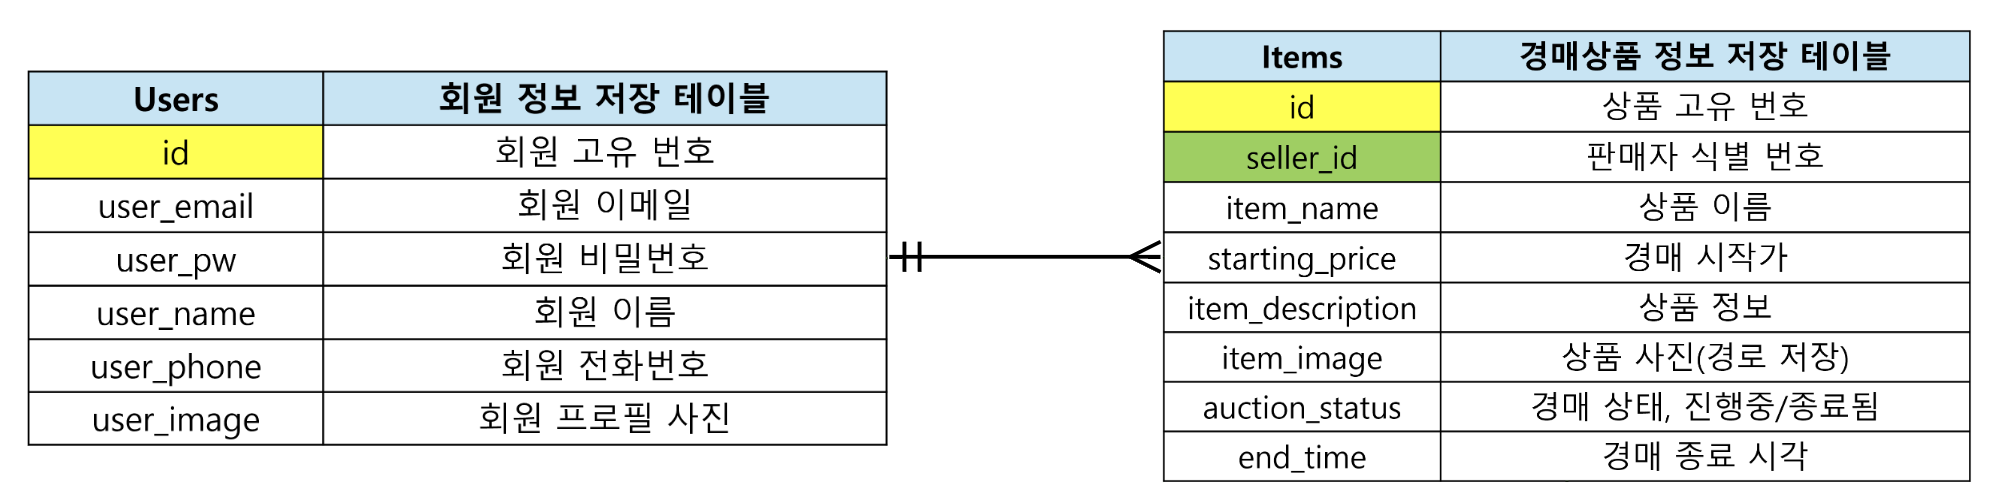 Users 회원 정보 저장 테이블
id 회원 고유 번호
user_email 회원 이메일
user_pw 회원 비밀번호
user_name 회원 이름
user_phone 회원 전화번호
user_image 회원 프로필 사진
Items 경매상품 정보 저장 테이블
id 상품 고유 번호
seller_id 판매자 식별 번호
item_name 상품 이름
starting_price 경매 시작가
item_description 상품 정보
item_image 상품 사진(경로 저장)
auction_status 경매 상태, 진행중/종료됨
end_time 경매 종료 시각